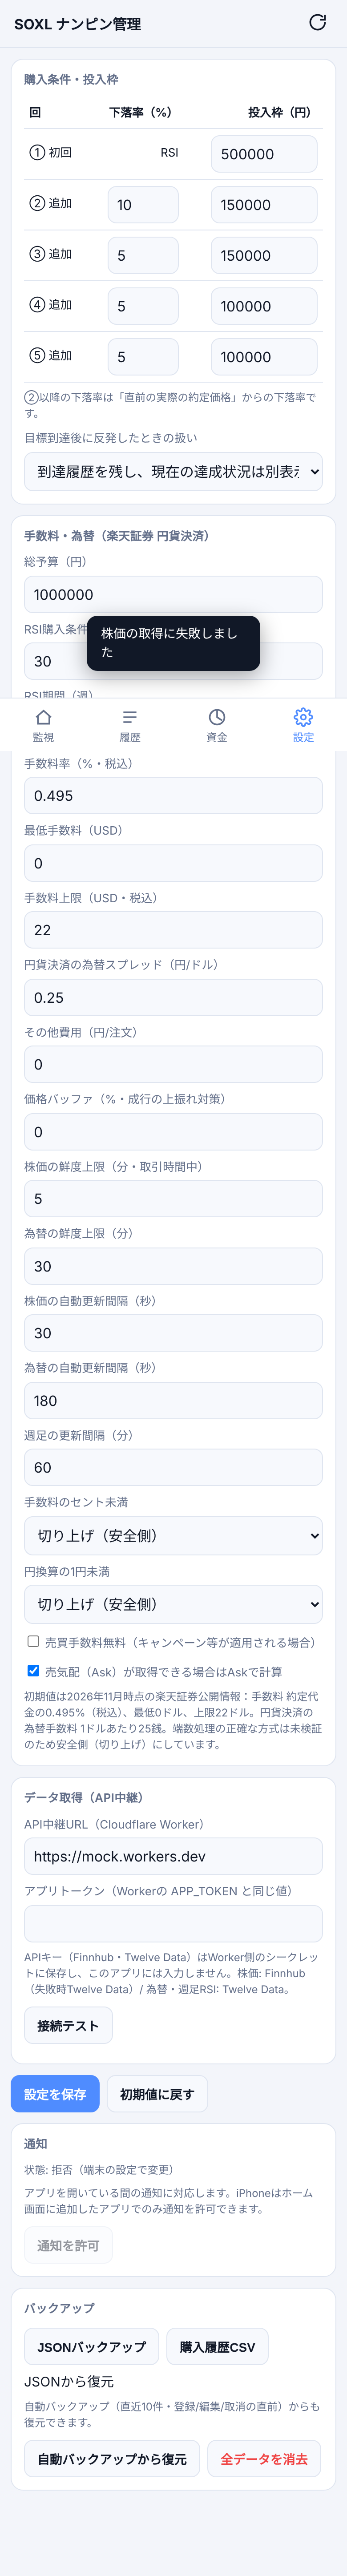 SOXL ナンピン管理
購入条件・投入枠
回 下落率（%） 投入枠（円）
① 初回 RSI 500000
② 追加 10 150000
③ 追加 5 150000
④ 追加 5 100000
⑤ 追加 5 100000
②以降の下落率は「直前の実際の約定価格」からの下落率で
す。
目標到達後に反発したときの扱い
到達履歴を残し、現在の達成状況は別表
手数料・為替（楽天証券 円貨決済）
総予算（円）
1000000
RSI購入条件
株価の取得に失敗しまし
た
30
RSI期間（週）
監視 履歴 資金 設定
手数料率（%・税込）
0.495
最低手数料（USD）
0
手数料上限（USD・税込）
22
円貨決済の為替スプレッド（円/ドル）
0.25
その他費用（円/注文）
0
価格バッファ（%・成行の上振れ対策）
0
株価の鮮度上限（分・取引時間中）
5
為替の鮮度上限（分）
30
株価の自動更新間隔（秒）
30
為替の自動更新間隔（秒）
180
週足の更新間隔（分）
60
手数料のセント未満
切り上げ（安全側）
円換算の1円未満
切り上げ（安全側）
売買手数料無料（キャンペーン等が適用される場合）
売気配（Ask）が取得できる場合はAskで計算
初期値は2026年11月時点の楽天証券公開情報：手数料 約定代
金の0.495%（税込）、最低0ドル、上限22ドル。円貨決済の
為替手数料 1ドルあたり25銭。端数処理の正確な方式は未検証
のため安全側（切り上げ）にしています。
データ取得（API中継）
API中継URL（Cloudflare Worker）
https://mock.workers.dev
アプリトークン（Workerの APP_TOKEN と同じ値）
APIキー（Finnhub・Twelve Data）はWorker側のシークレッ
トに保存し、このアプリには入力しません。株価: Finnhub
（失敗時Twelve Data）/ 為替・週足RSI: Twelve Data。
接続テスト
設定を保存 初期値に戻す
通知
状態: 拒否（端末の設定で変更）
アプリを開いている間の通知に対応します。iPhoneはホーム
画面に追加したアプリでのみ通知を許可できます。
通知を許可
バックアップ
JSONバックアップ 購入履歴CSV
JSONから復元
自動バックアップ（直近10件・登録/編集/取消の直前）からも
復元できます。
自動バックアップから復元 全データを消去